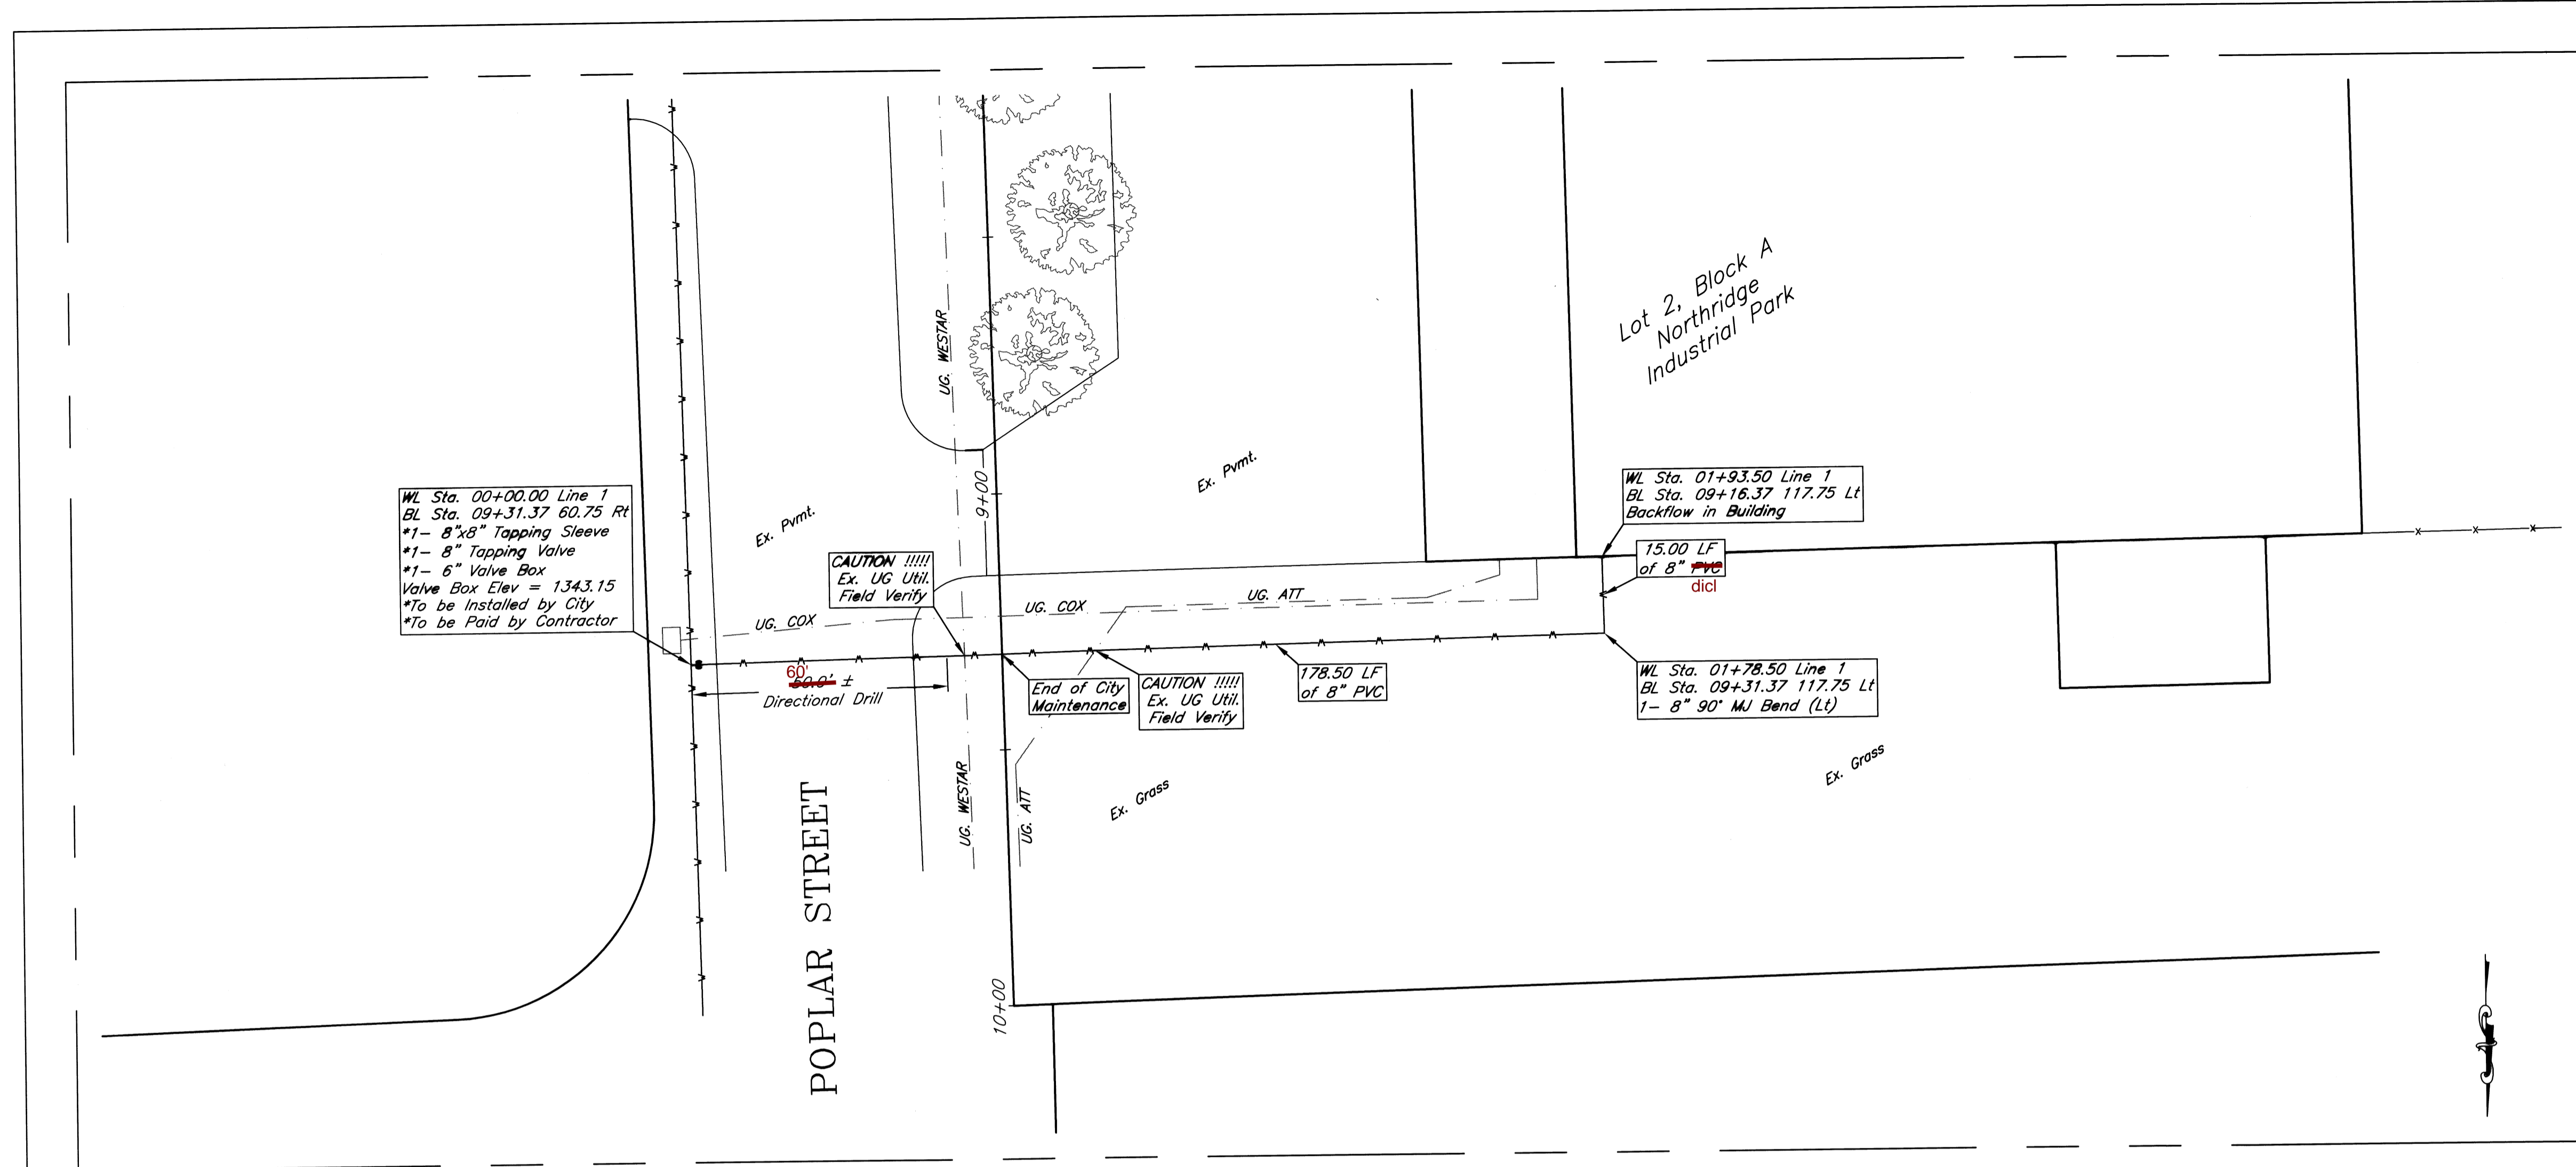 Lot 2, Block A
Northridge
Industrial Park
UG. WESTAR
9+00
Ex. Pvmt.
Ex. Pvmt.
WL Sta. 00+00.00 Line 1
BL Sta. 09+31.37 60.75 Rt
*1- 8"x8" Tapping Sleeve
*1- 8" Tapping Valve
*1- 6" Valve Box
Valve Box Elev = 1343.15
*To be Installed by City
*To be Paid by Contractor
CAUTION !!!!!
Ex. UG Util.
Field Verify
WL Sta. 01+93.50 Line 1
BL Sta. 09+16.37 117.75 Lt
Backflow in Building
15.00 LF
of 8" PVC
dicl
UG. COX
UG. COX
UG. ATT
60'
±
Directional Drill
End of City
Maintenance
CAUTION !!!!!
Ex. UG Util.
Field Verify
178.50 LF
of 8" PVC
WL Sta. 01+78.50 Line 1
BL Sta. 09+31.37 117.75 Lt
1- 8" 90° MJ Bend (Lt)
UG. WESTAR
UG. ATT
Ex. Grass
Ex. Grass
POPLAR STREET
10+00